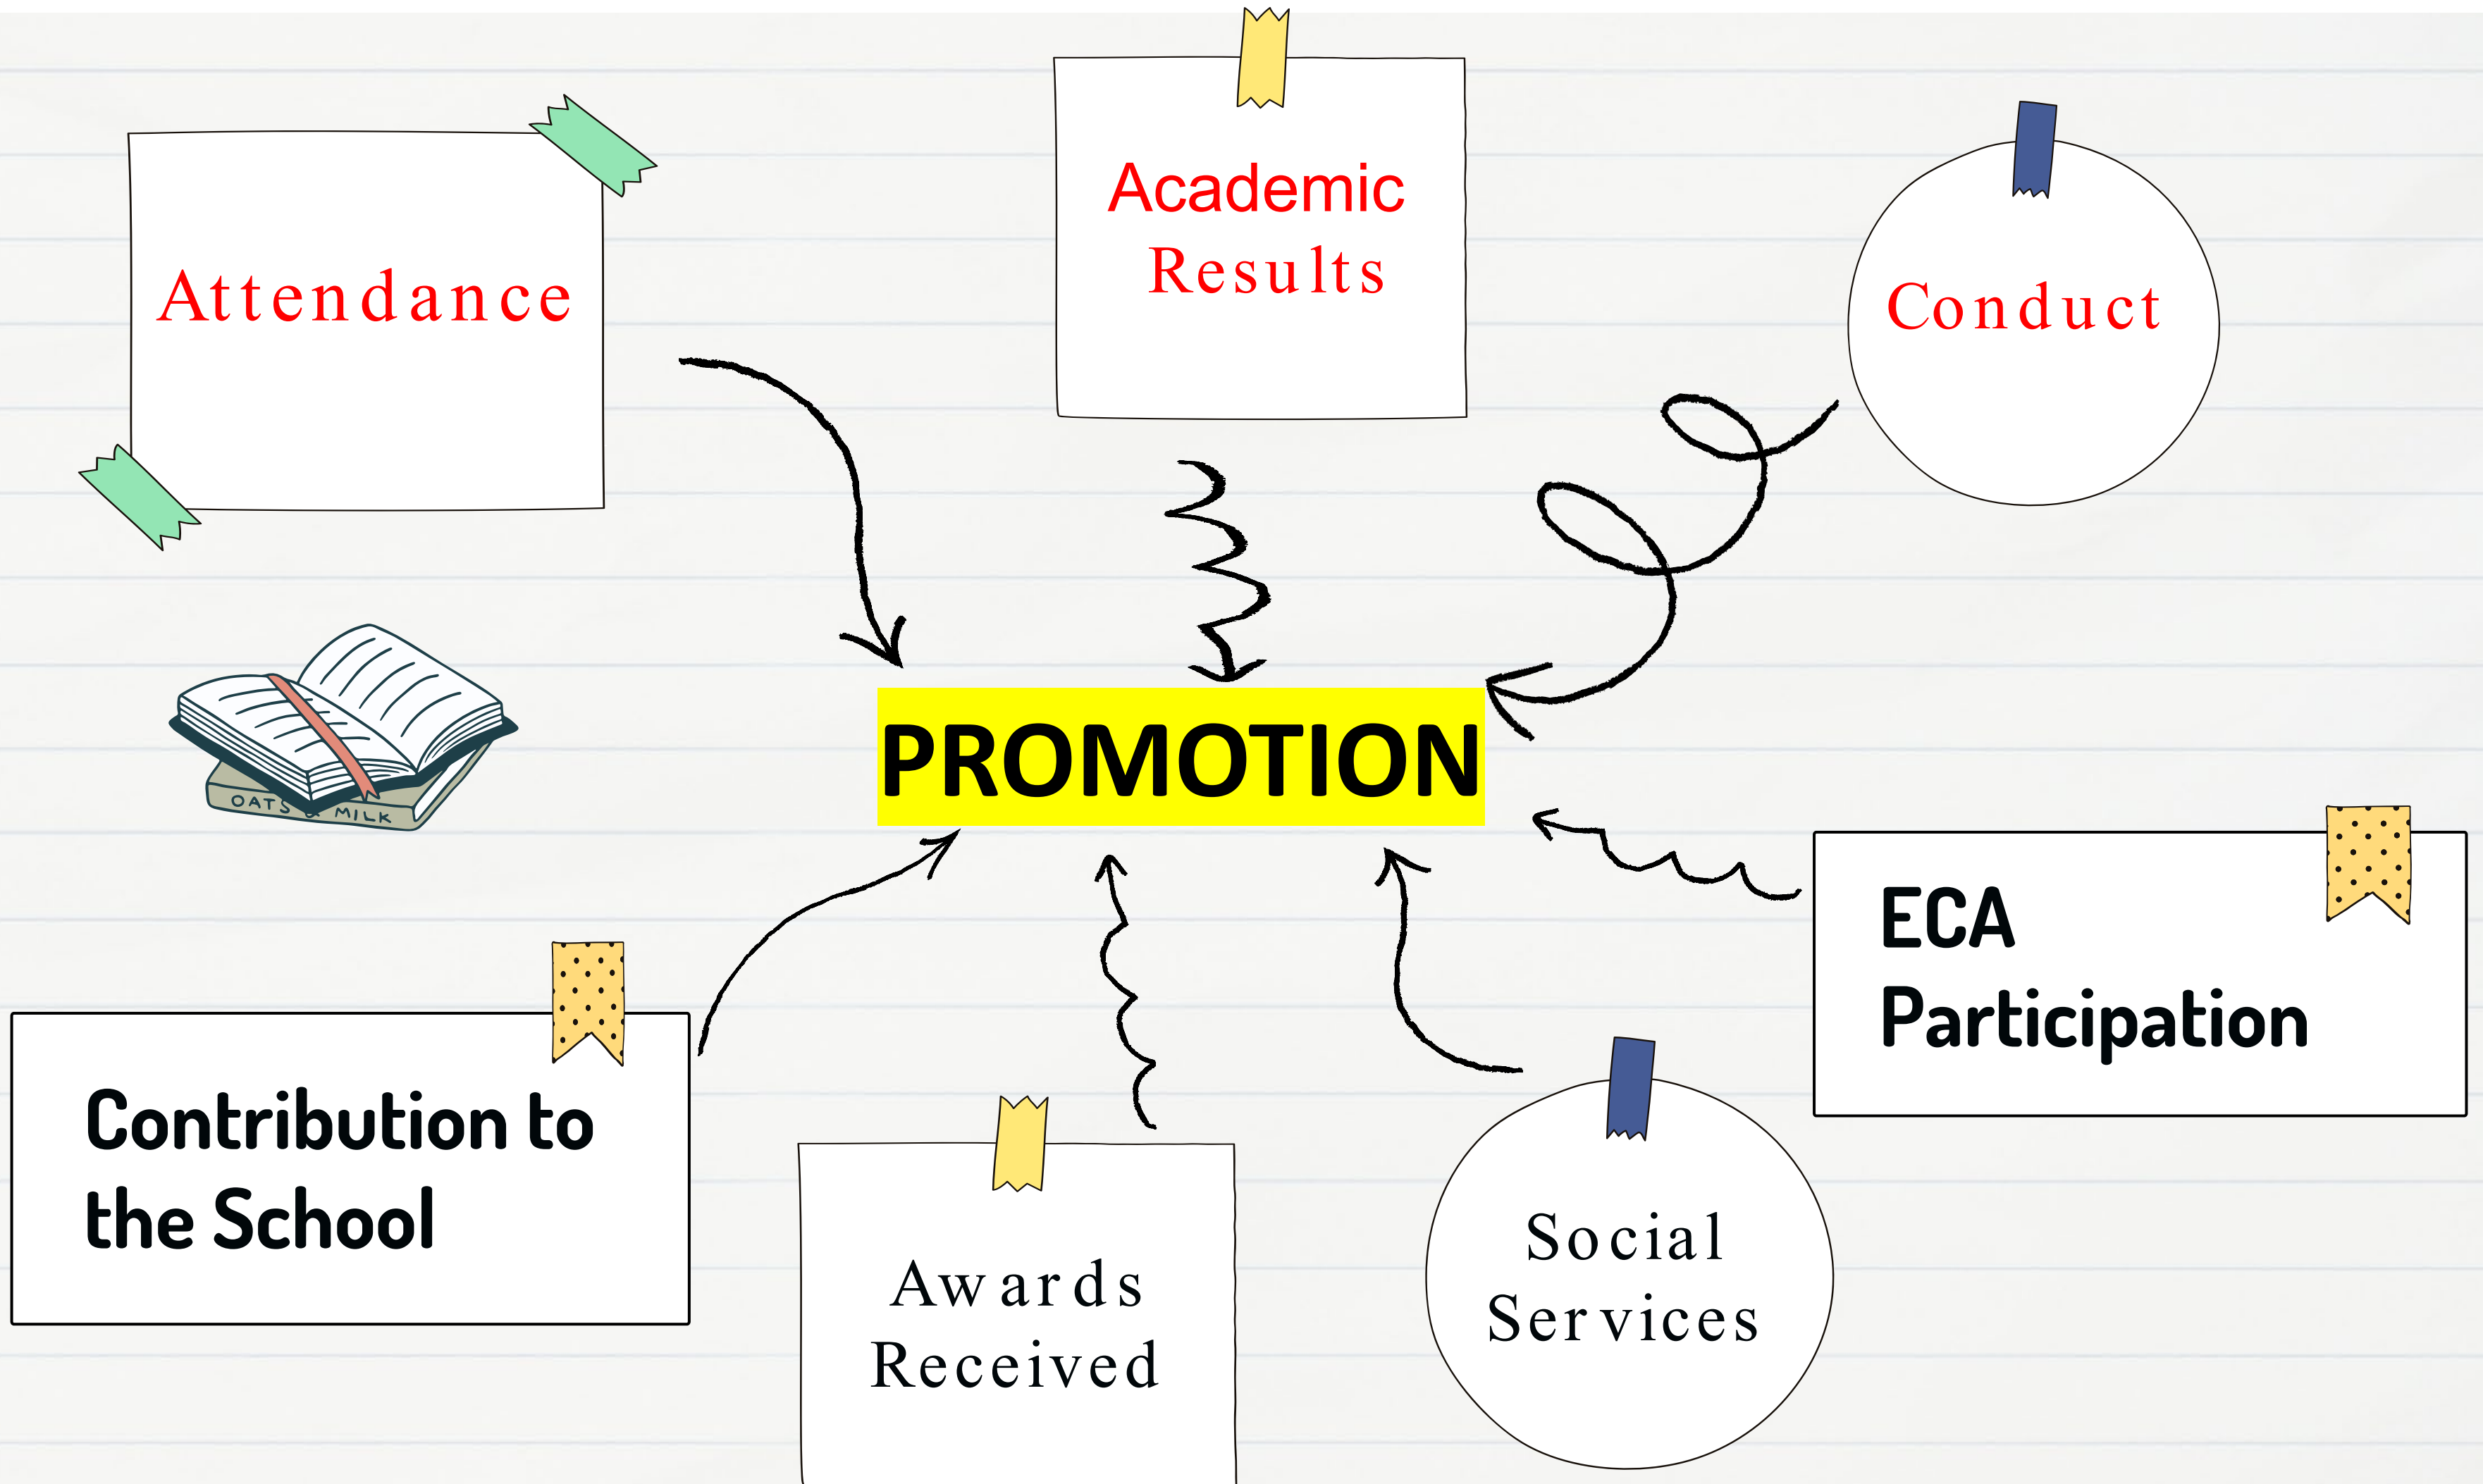 Academic
Results
Attendance
Conduct
PROMOTION
OATS & MILK
ECA
Participation
Contribution to
the School
Awards
Received
Social
Services